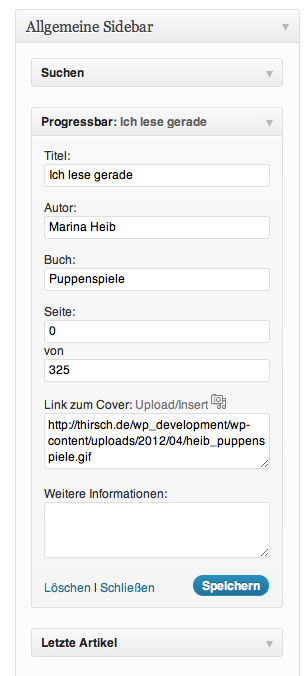 Allgemeine Sidebar
Suchen
Progressbar: Ich lese gerade
Titel:
Ich lese gerade
Autor:
Marina Heib
Buch:
Puppenspiele
Seite:
0
von
325
Link zum Cover: Upload/Insert
http://thirsch.de/wp_development/wp-
content/uploads/2012/04/heib_puppens
piele.gif
Weitere Informationen:
Löschen | Schließen Speichern
Letzte Artikel